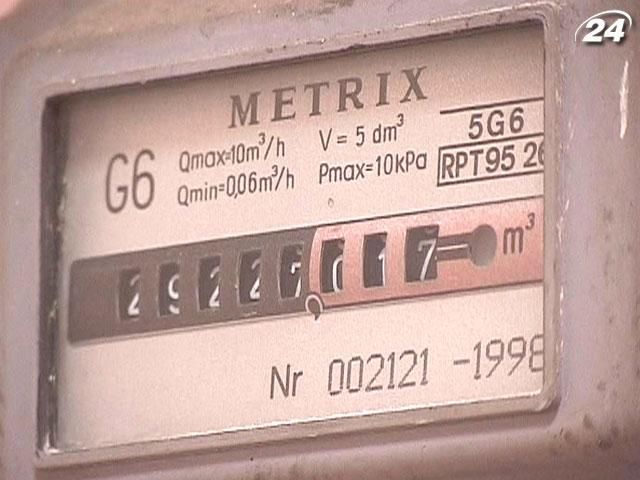 24
METRIX
G6
Qmax=10m³/h
Qmin=0,06m³/h
V = 5 dm³
Pmax=10kPa
5G6
RPT95 26
29227017 m³
Nr 002121 -1998